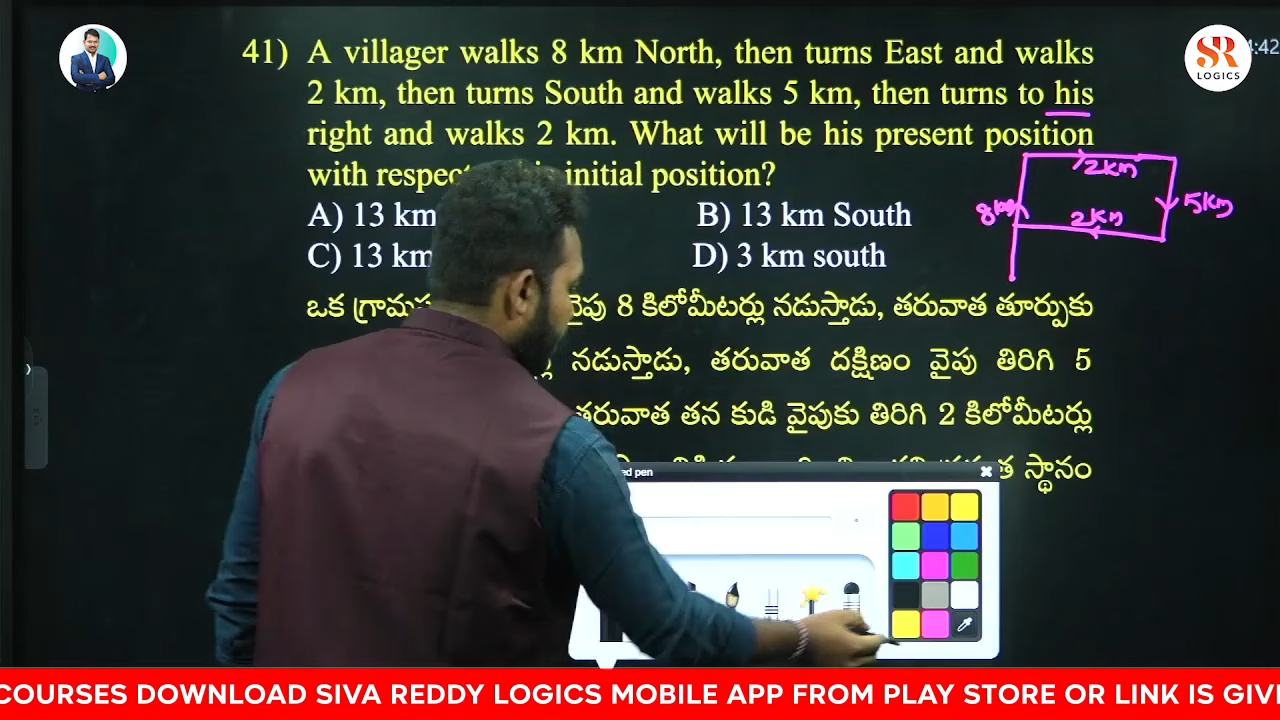 41) A villager walks 8 km North, then turns East and walks
2 km, then turns South and walks 5 km, then turns to his
right and walks 2 km. What will be his present position
with respec initial position?
A) 13 km B) 13 km South
C) 13 km D) 3 km south
2km
8km
5km
2km
ఒక వైపు 8 కిలోమీటర్లు నడుస్తాడు, తరువాత తూర్పుకు
నడుస్తాడు, తరువాత దక్షిణం వైపు తిరిగి 5
తరువాత తన కుడి వైపుకు తిరిగి 2 కిలోమీటర్లు
స్థానం
pen
SR
LOGICS
:42
COURSES DOWNLOAD SIVA REDDY LOGICS MOBILE APP FROM PLAY STORE OR LINK IS GIV